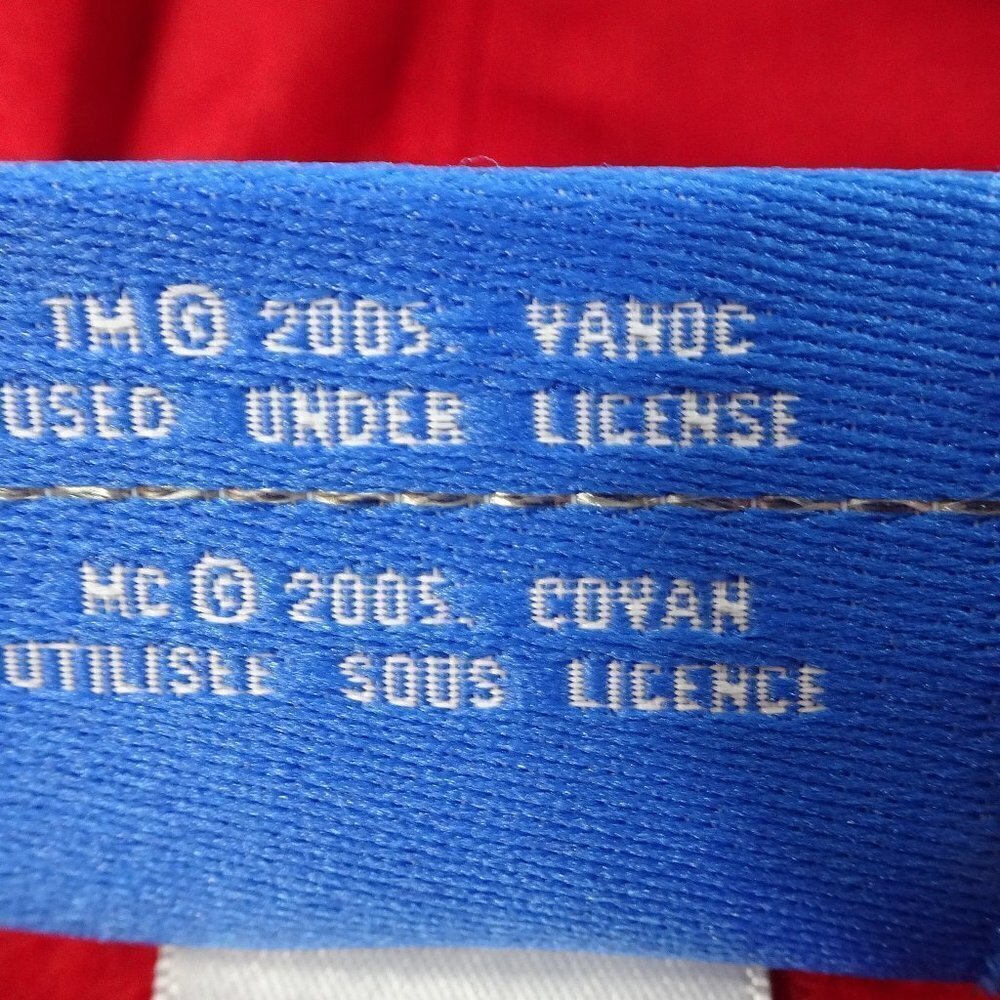 TM© 2005. VANOC
USED UNDER LICENSE
MC© 2005. COVAN
UTILISÉE SOUS LICENCE